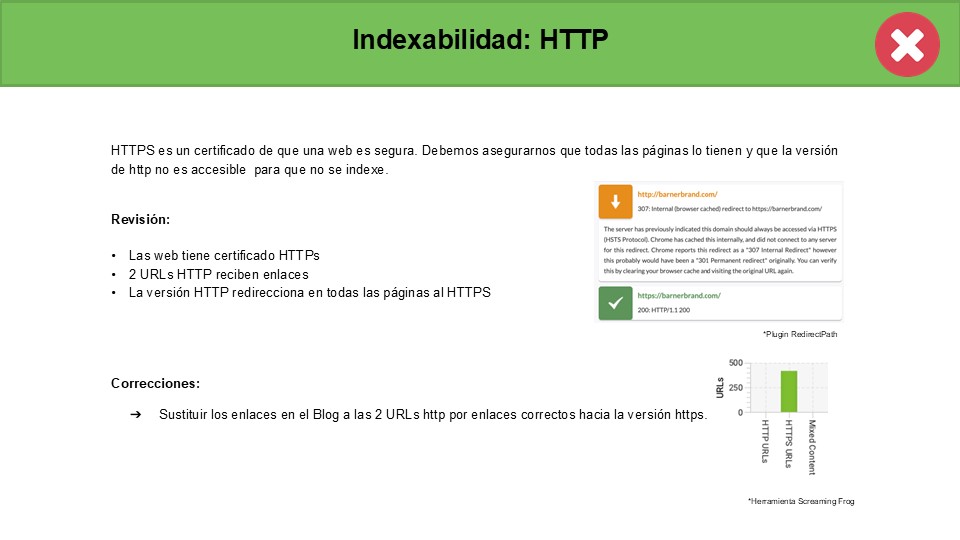 Indexabilidad: HTTP
HTTPS es un certificado de que una web es segura. Debemos asegurarnos que todas las páginas lo tienen y que la versión
de http no es accesible para que no se indexe.
Revisión:
• Las web tiene certificado HTTPs
• 2 URLs HTTP reciben enlaces
• La versión HTTP redirecciona en todas las páginas al HTTPS
http://barnerbrand.com/
307: Internal (browser cached) redirect to https://barnerbrand.com/
The server has previously indicated this domain should always be accessed via HTTPS
(HSTS Protocol). Chrome has cached this internally, and did not connect to any server
for this redirect. Chrome reports this redirect as a "307 Internal Redirect" however
this probably would have been a "301 Permanent redirect" originally. You can verify
this by clearing your browser cache and visiting the original URL again.
https://barnerbrand.com/
200: HTTP/1.1 200
*Plugin RedirectPath
Correcciones:
➔ Sustituir los enlaces en el Blog a las 2 URLs http por enlaces correctos hacia la versión https.
URLs
500
250
0
HTTP URLs
HTTPS URLs
Mixed Content
*Herramienta Screaming Frog